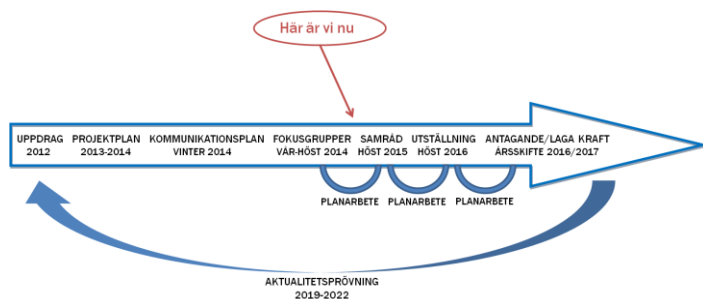 Här är vi nu
UPPDRAG
2012
PROJEKTPLAN
2013-2014
KOMMUNIKATIONSPLAN
VINTER 2014
FOKUSGRUPPER
VÅR-HÖST 2014
SAMRÅD
HÖST 2015
UTSTÄLLNING
HÖST 2016
ANTAGANDE/LAGA KRAFT
ÅRSSKIFTE 2016/2017
PLANARBETE
PLANARBETE
PLANARBETE
AKTUALITETSPRÖVNING
2019-2022